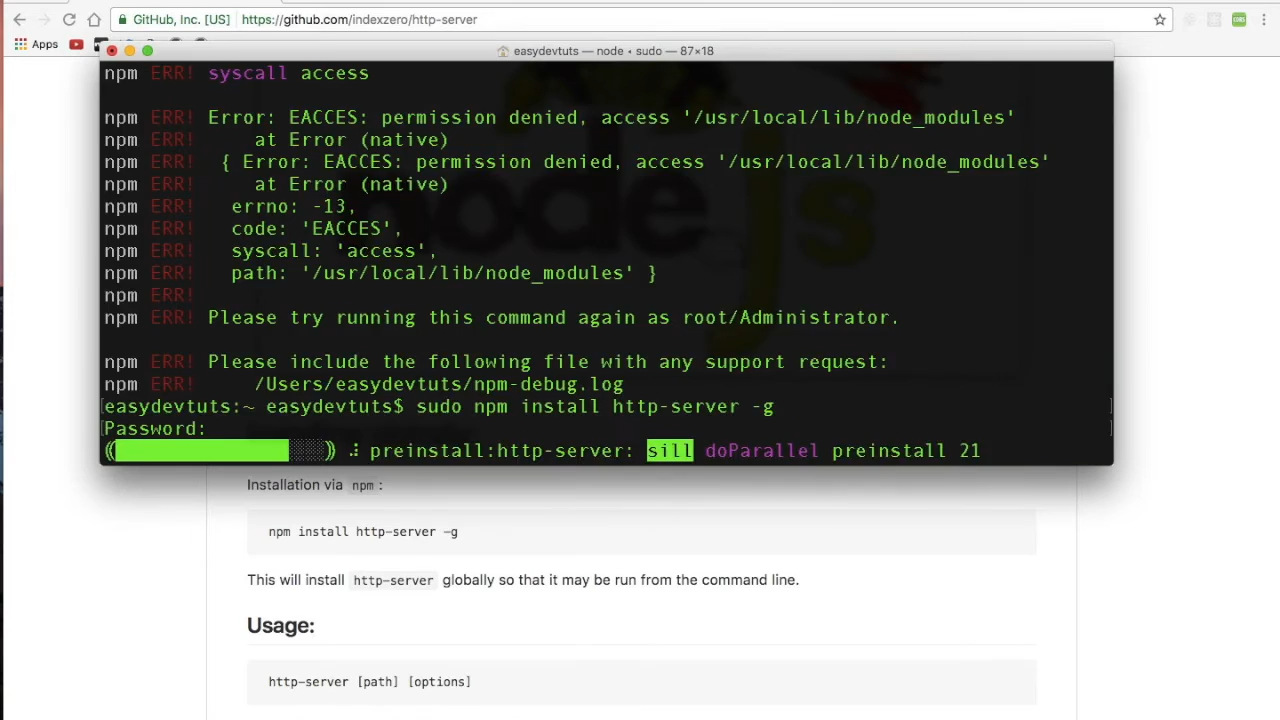 GitHub, Inc. [US] https://github.com/indexzero/http-server
Apps
easydevtuts — node • sudo — 87×18
npm ERR! syscall access
npm ERR! Error: EACCES: permission denied, access '/usr/local/lib/node_modules'
npm ERR!     at Error (native)
npm ERR!  { Error: EACCES: permission denied, access '/usr/local/lib/node_modules'
npm ERR!     at Error (native)
npm ERR!   errno: -13,
npm ERR!   code: 'EACCES',
npm ERR!   syscall: 'access',
npm ERR!   path: '/usr/local/lib/node_modules' }
npm ERR!
npm ERR! Please try running this command again as root/Administrator.
npm ERR! Please include the following file with any support request:
npm ERR!     /Users/easydevtuts/npm-debug.log
easydevtuts:~ easydevtuts$ sudo npm install http-server -g
Password:
preinstall:http-server: sill doParallel preinstall 21
node js
Installation via npm :
npm install http-server -g
This will install http-server globally so that it may be run from the command line.
Usage:
http-server [path] [options]